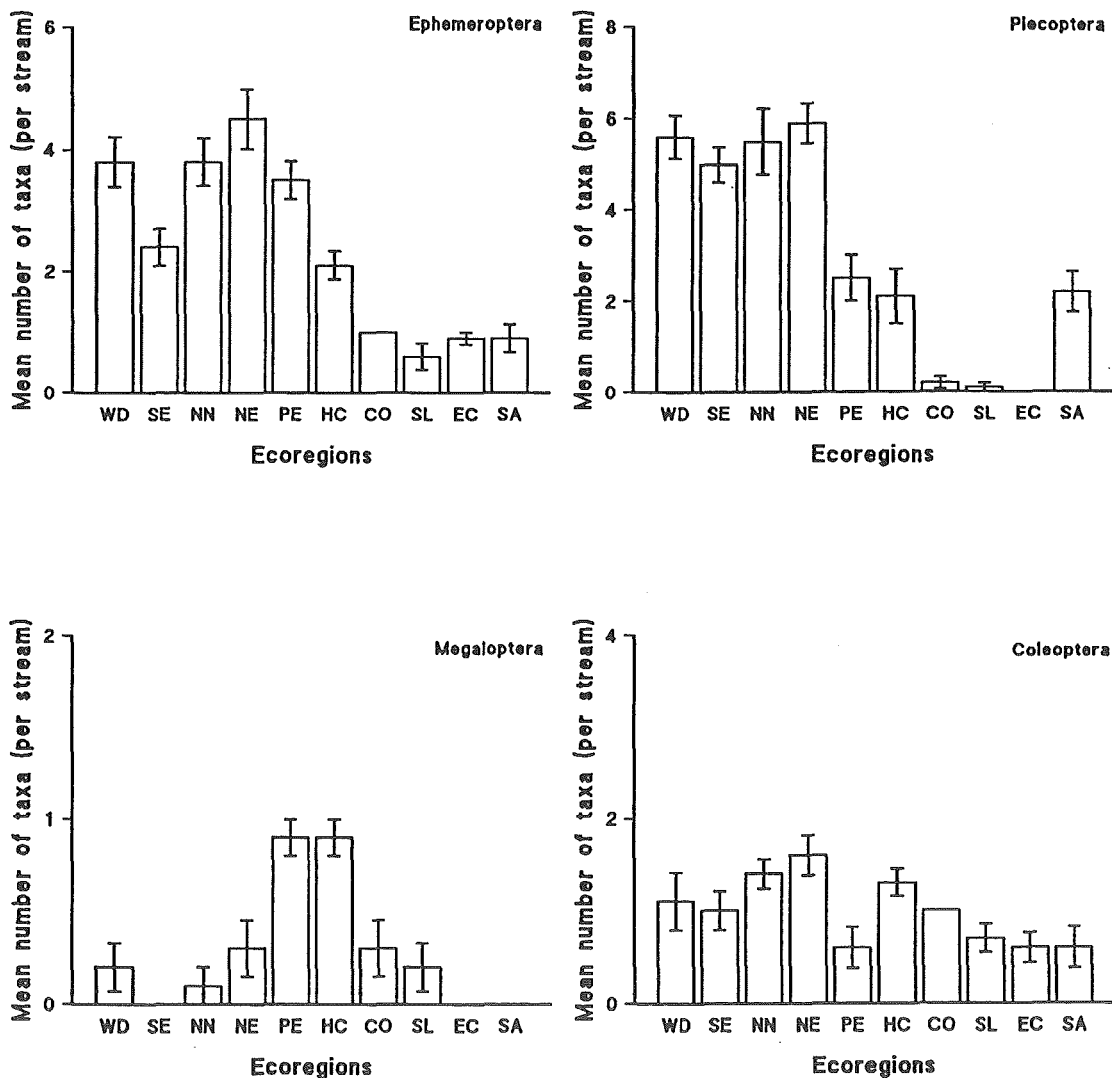 Ephemeroptera
Mean number of taxa (per stream)
6
4
2
0
WD SE NN NE PE HC CO SL EC SA
Ecoregions
Plecoptera
Mean number of taxa (per stream)
8
6
4
2
0
WD SE NN NE PE HC CO SL EC SA
Ecoregions
Megaloptera
Mean number of taxa (per stream)
2
1
0
WD SE NN NE PE HC CO SL EC SA
Ecoregions
Coleoptera
Mean number of taxa (per stream)
4
2
0
WD SE NN NE PE HC CO SL EC SA
Ecoregions